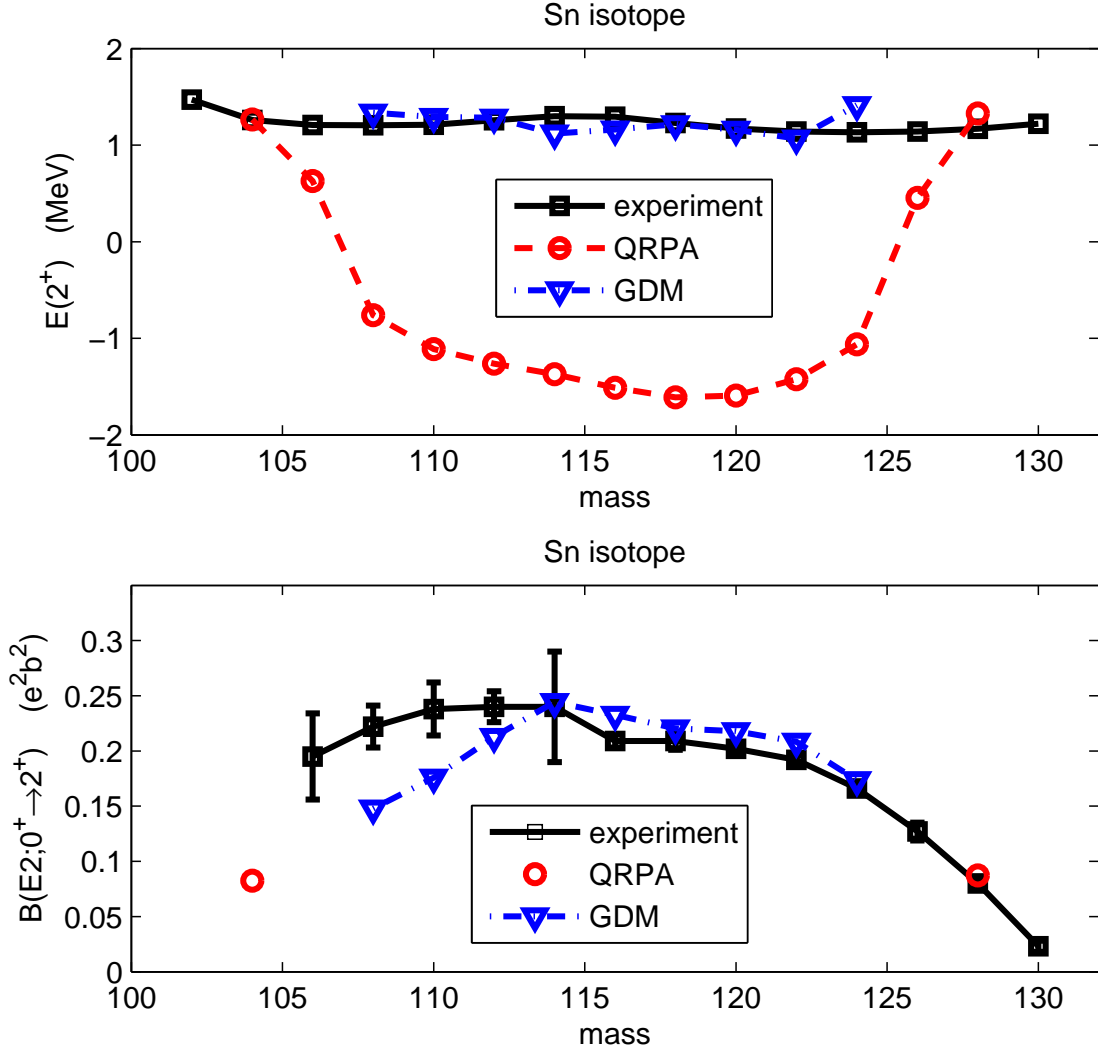 Sn isotope
2
1
0
−1
−2
E(2⁺) (MeV)
experiment
QRPA
GDM
100 105 110 115 120 125 130
mass
Sn isotope
0.3
0.25
0.2
0.15
0.1
0.05
0
B(E2;0⁺→2⁺) (e²b²)
experiment
QRPA
GDM
100 105 110 115 120 125 130
mass